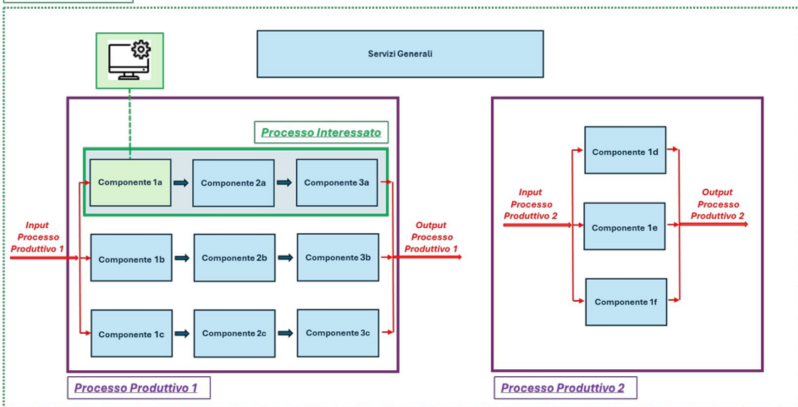 Servizi Generali
Processo Interessato
Componente 1a
Componente 2a
Componente 3a
Input
Processo
Produttivo 1
Componente 1b
Componente 2b
Componente 3b
Output
Processo
Produttivo 1
Componente 1c
Componente 2c
Componente 3c
Processo Produttivo 1
Componente 1d
Input
Processo
Produttivo 2
Componente 1e
Output
Processo
Produttivo 2
Componente 1f
Processo Produttivo 2